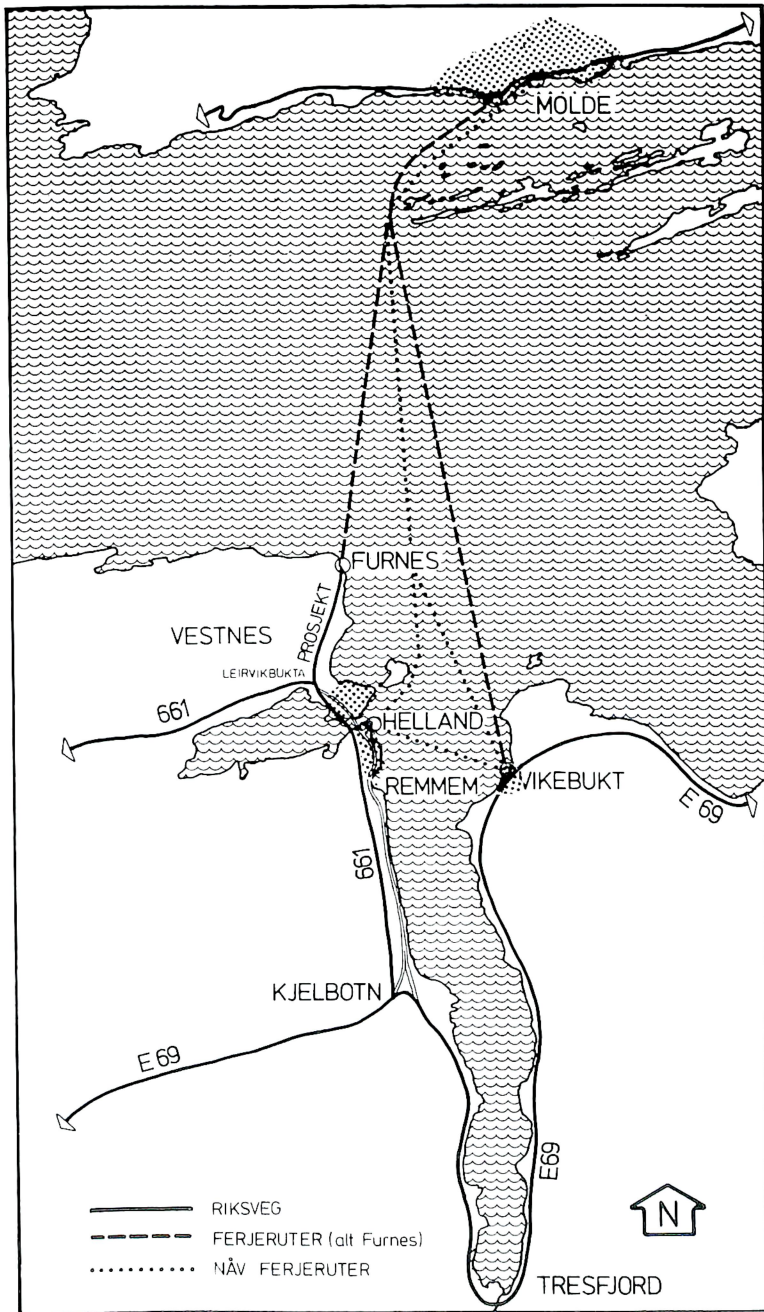 MOLDE
FURNES
PROSJEKT
VESTNES
LEIRVIKBUKTA
661
HELLAND
REMMEM
VIKEBUKT
E 69
661
KJELBOTN
E 69
E69
RIKSVEG
FERJERUTER (alt Furnes)
NÅV FERJERUTER
N
TRESFJORD